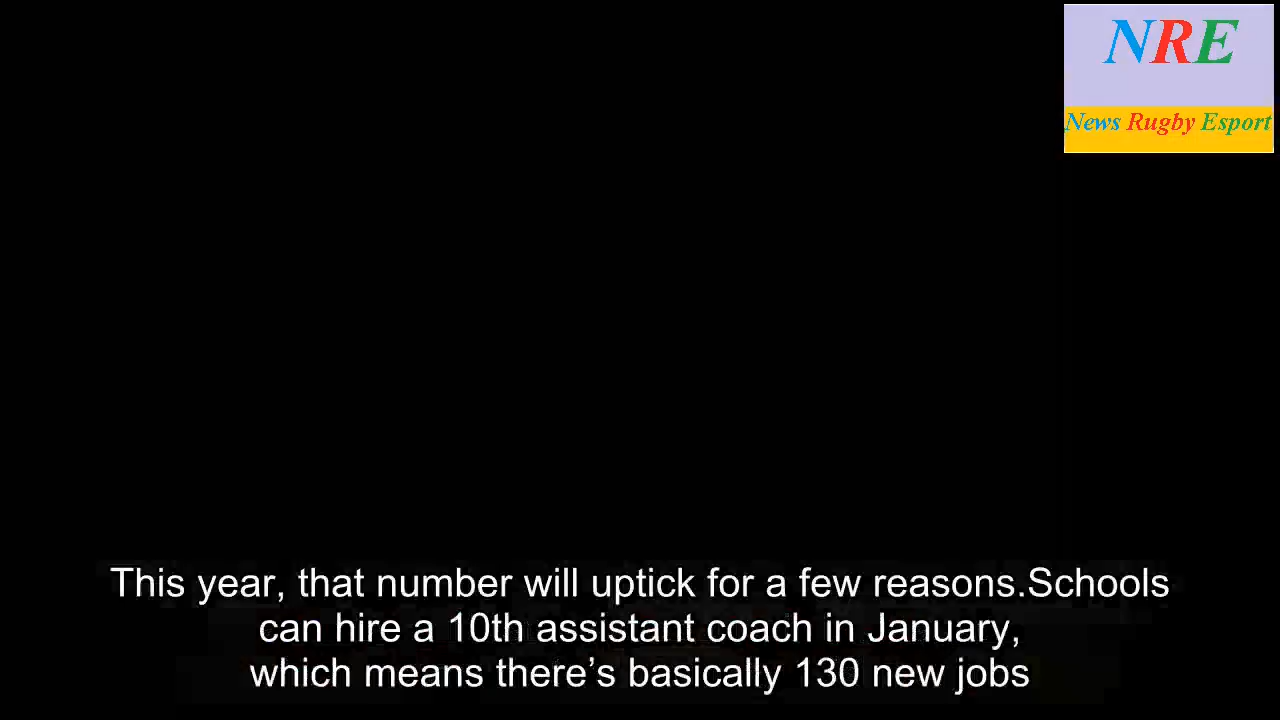 NRE
News Rugby Esport
This year, that number will uptick for a few reasons.Schools
can hire a 10th assistant coach in January,
which means there’s basically 130 new jobs